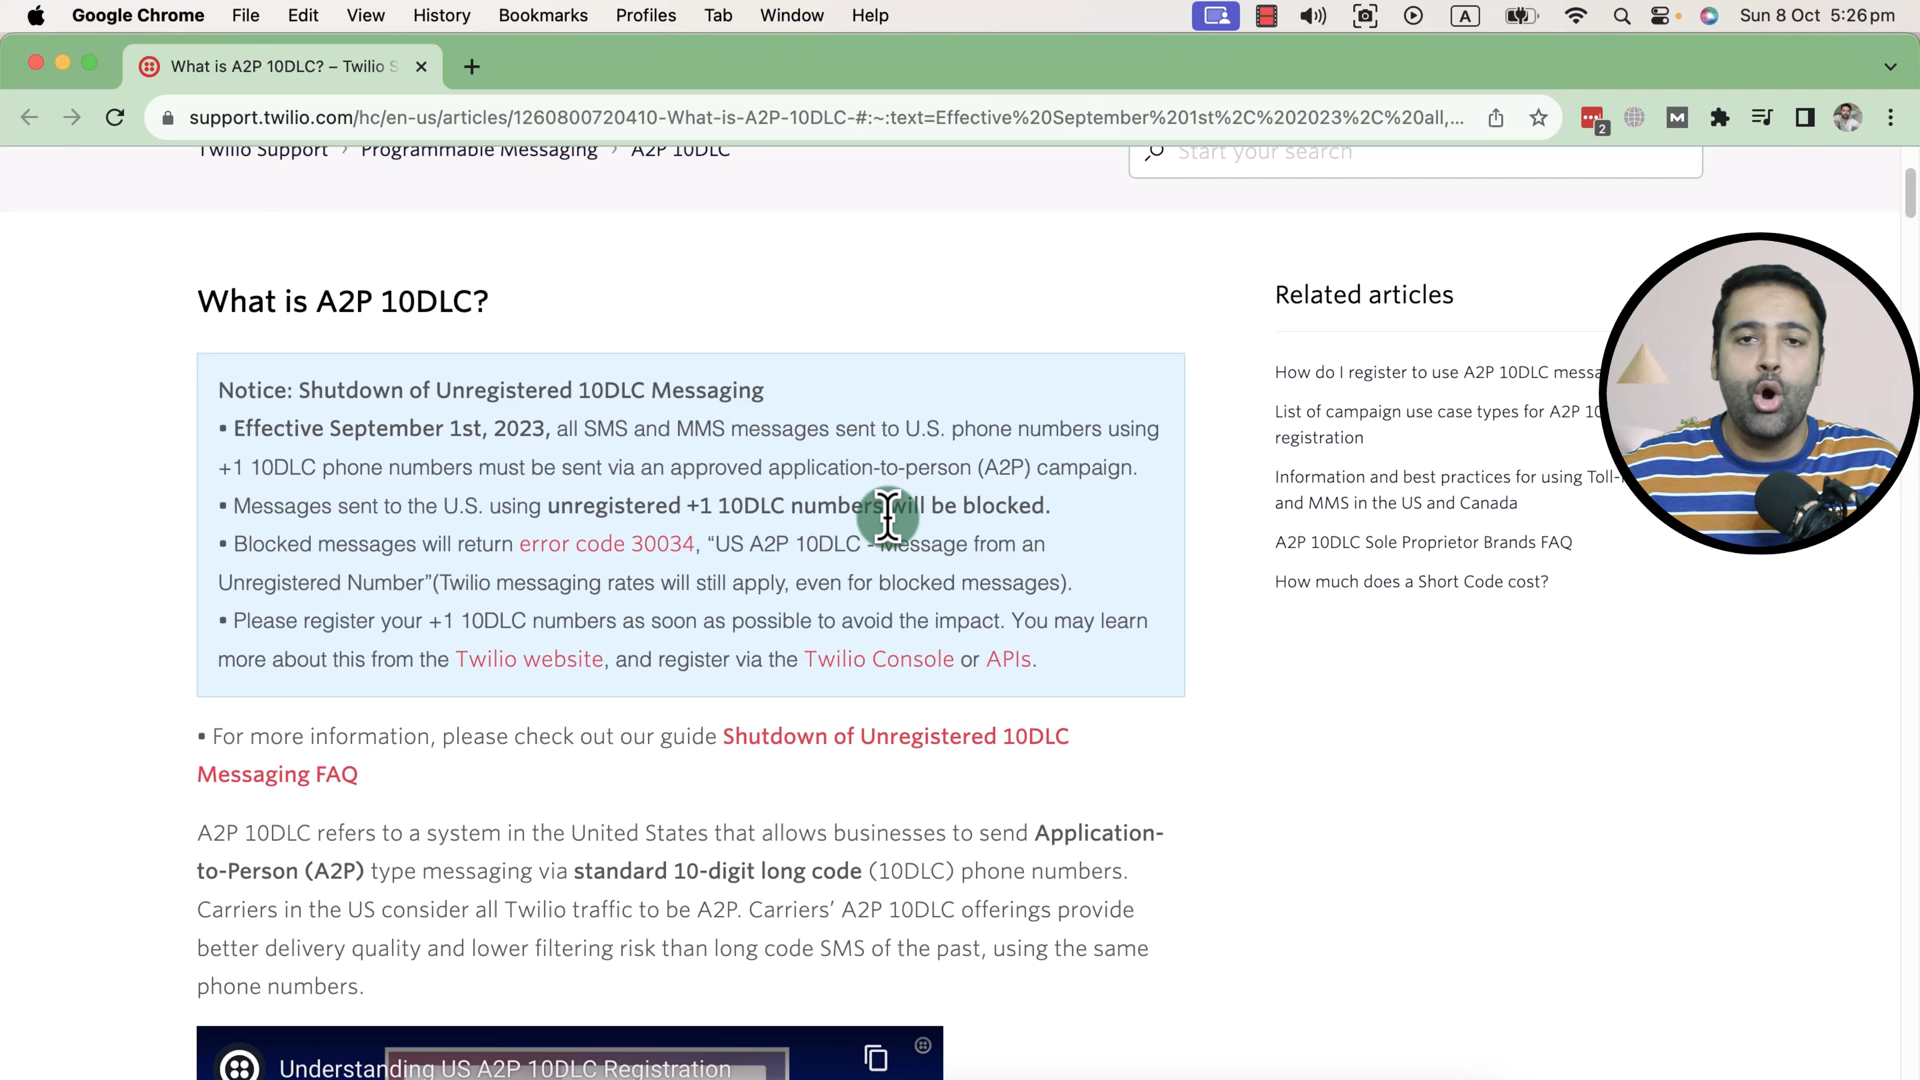 Google Chrome File Edit View History Bookmarks Profiles Tab Window Help A Sun 8 Oct 5:26 pm
What is A2P 10DLC? – Twilio S
support.twilio.com/hc/en-us/articles/1260800720410-What-is-A2P-10DLC-#:~:text=Effective%20September%201st%2C%202023%2C%20all,... 2 M
Twilio Support › Programmable Messaging › A2P 10DLC
Start your search
What is A2P 10DLC?
Notice: Shutdown of Unregistered 10DLC Messaging
▪ Effective September 1st, 2023, all SMS and MMS messages sent to U.S. phone numbers using
+1 10DLC phone numbers must be sent via an approved application-to-person (A2P) campaign.
▪ Messages sent to the U.S. using unregistered +1 10DLC numbers will be blocked.
▪ Blocked messages will return error code 30034, “US A2P 10DLC - Message from an
Unregistered Number”(Twilio messaging rates will still apply, even for blocked messages).
▪ Please register your +1 10DLC numbers as soon as possible to avoid the impact. You may learn
more about this from the Twilio website, and register via the Twilio Console or APIs.
▪ For more information, please check out our guide Shutdown of Unregistered 10DLC
Messaging FAQ
A2P 10DLC refers to a system in the United States that allows businesses to send Application-
to-Person (A2P) type messaging via standard 10-digit long code (10DLC) phone numbers.
Carriers in the US consider all Twilio traffic to be A2P. Carriers’ A2P 10DLC offerings provide
better delivery quality and lower filtering risk than long code SMS of the past, using the same
phone numbers.
Understanding US A2P 10DLC Registration
Related articles
How do I register to use A2P 10DLC messa
List of campaign use case types for A2P 10
registration
Information and best practices for using Toll-
and MMS in the US and Canada
A2P 10DLC Sole Proprietor Brands FAQ
How much does a Short Code cost?